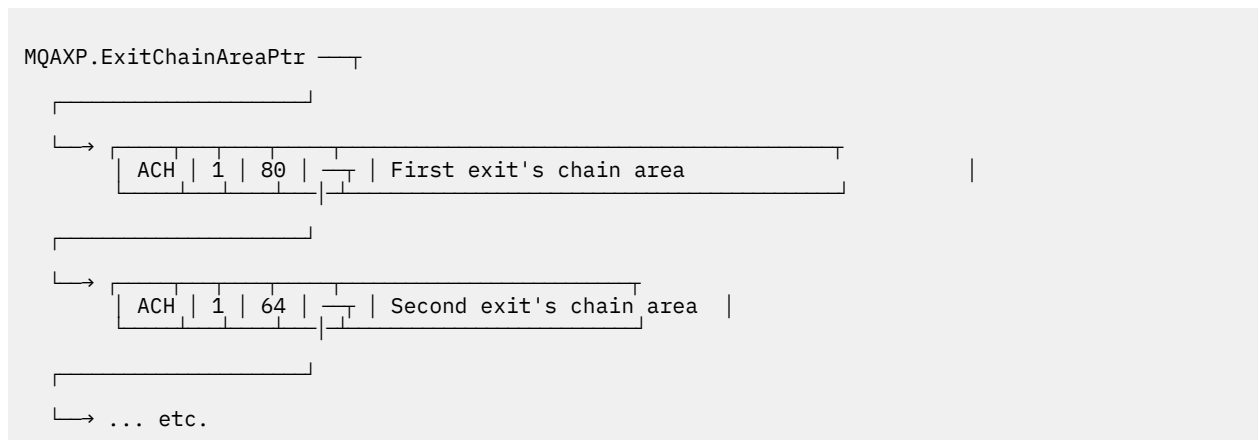 MQAXP.ExitChainAreaPtr
ACH | 1 | 80 | First exit's chain area
ACH | 1 | 64 | Second exit's chain area
... etc.